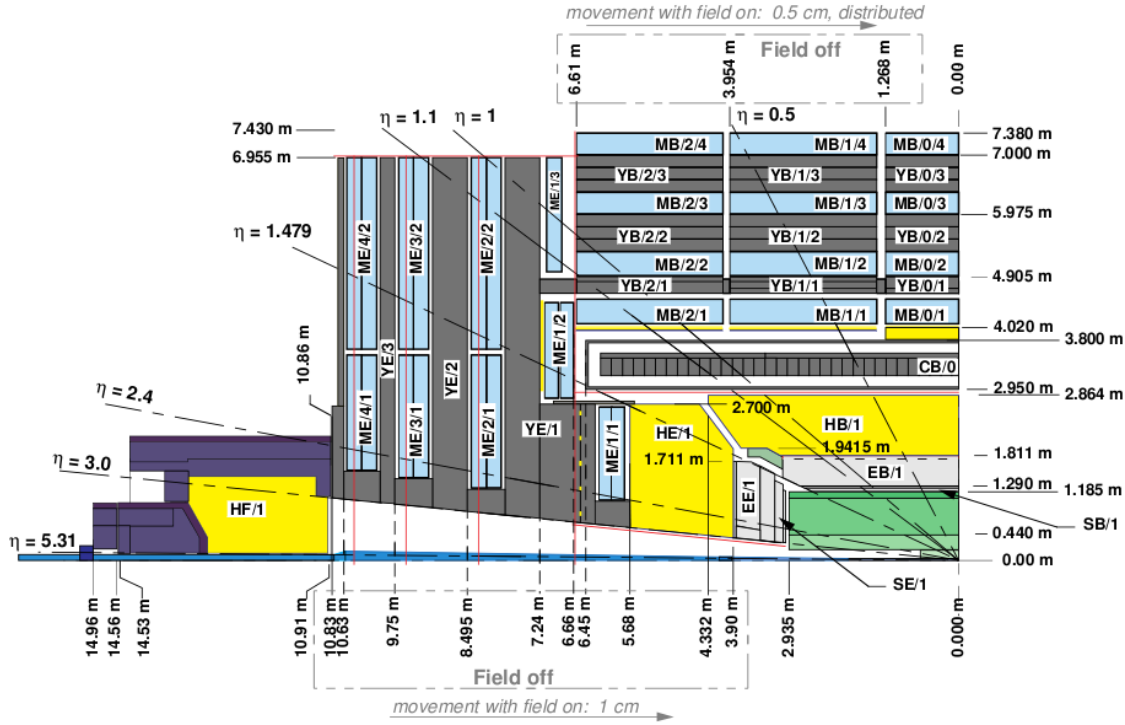 movement with field on: 0.5 cm, distributed
Field off
6.61 m
3.954 m
1.268 m
0.00 m
η = 1.1
η = 1
η = 0.5
7.430 m
6.955 m
η = 1.479
η = 2.4
η = 3.0
η = 5.31
10.86 m
MB/2/4
MB/1/4
MB/0/4
7.380 m
7.000 m
YB/2/3
YB/1/3
YB/0/3
MB/2/3
MB/1/3
MB/0/3
5.975 m
YB/2/2
YB/1/2
YB/0/2
MB/2/2
MB/1/2
MB/0/2
4.905 m
YB/2/1
YB/1/1
YB/0/1
MB/2/1
MB/1/1
MB/0/1
4.020 m
3.800 m
CB/0
2.950 m
2.864 m
ME/4/2
ME/3/2
ME/2/2
ME/1/3
ME/1/2
YE/3
YE/2
YE/1
ME/4/1
ME/3/1
ME/2/1
ME/1/1
HE/1
2.700 m
HB/1
1.9415 m
1.711 m
1.811 m
EB/1
1.290 m
1.185 m
EE/1
SB/1
0.440 m
0.00 m
SE/1
HF/1
14.96 m
14.56 m
14.53 m
10.91 m
10.83 m
10.63 m
9.75 m
8.495 m
7.24 m
6.66 m
6.45 m
5.68 m
4.332 m
3.90 m
2.935 m
0.000 m
Field off
movement with field on: 1 cm